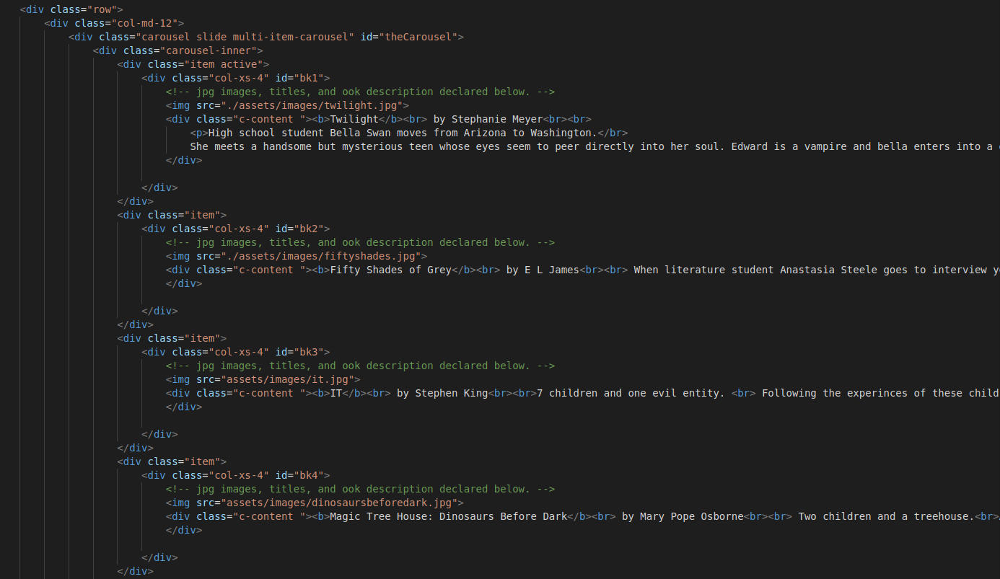 <div class="row">
<div class="col-md-12">
<div class="carousel slide multi-item-carousel" id="theCarousel">
<div class="carousel-inner">
<div class="item active">
<div class="col-xs-4" id="bk1">
<!-- jpg images, titles, and ook description declared below. -->
<img src="./assets/images/twilight.jpg">
<div class="c-content "><b>Twilight</b><br> by Stephanie Meyer<br><br>
<p>High school student Bella Swan moves from Arizona to Washington.</br>
She meets a handsome but mysterious teen whose eyes seem to peer directly into her soul. Edward is a vampire and bella enters into a
</div>
</div>
</div>
<div class="item">
<div class="col-xs-4" id="bk2">
<!-- jpg images, titles, and ook description declared below. -->
<img src="./assets/images/fiftyshades.jpg">
<div class="c-content "><b>Fifty Shades of Grey</b><br> by E L James<br><br> When literature student Anastasia Steele goes to interview y
</div>
</div>
</div>
<div class="item">
<div class="col-xs-4" id="bk3">
<!-- jpg images, titles, and ook description declared below. -->
<img src="assets/images/it.jpg">
<div class="c-content "><b>IT</b><br> by Stephen King<br><br>7 children and one evil entity. <br> Following the experinces of these child
</div>
</div>
</div>
<div class="item">
<div class="col-xs-4" id="bk4">
<!-- jpg images, titles, and ook description declared below. -->
<img src="assets/images/dinosaursbeforedark.jpg">
<div class="c-content "><b>Magic Tree House: Dinosaurs Before Dark</b><br> by Mary Pope Osborne<br><br> Two children and a treehouse.<br>
</div>
</div>
</div>